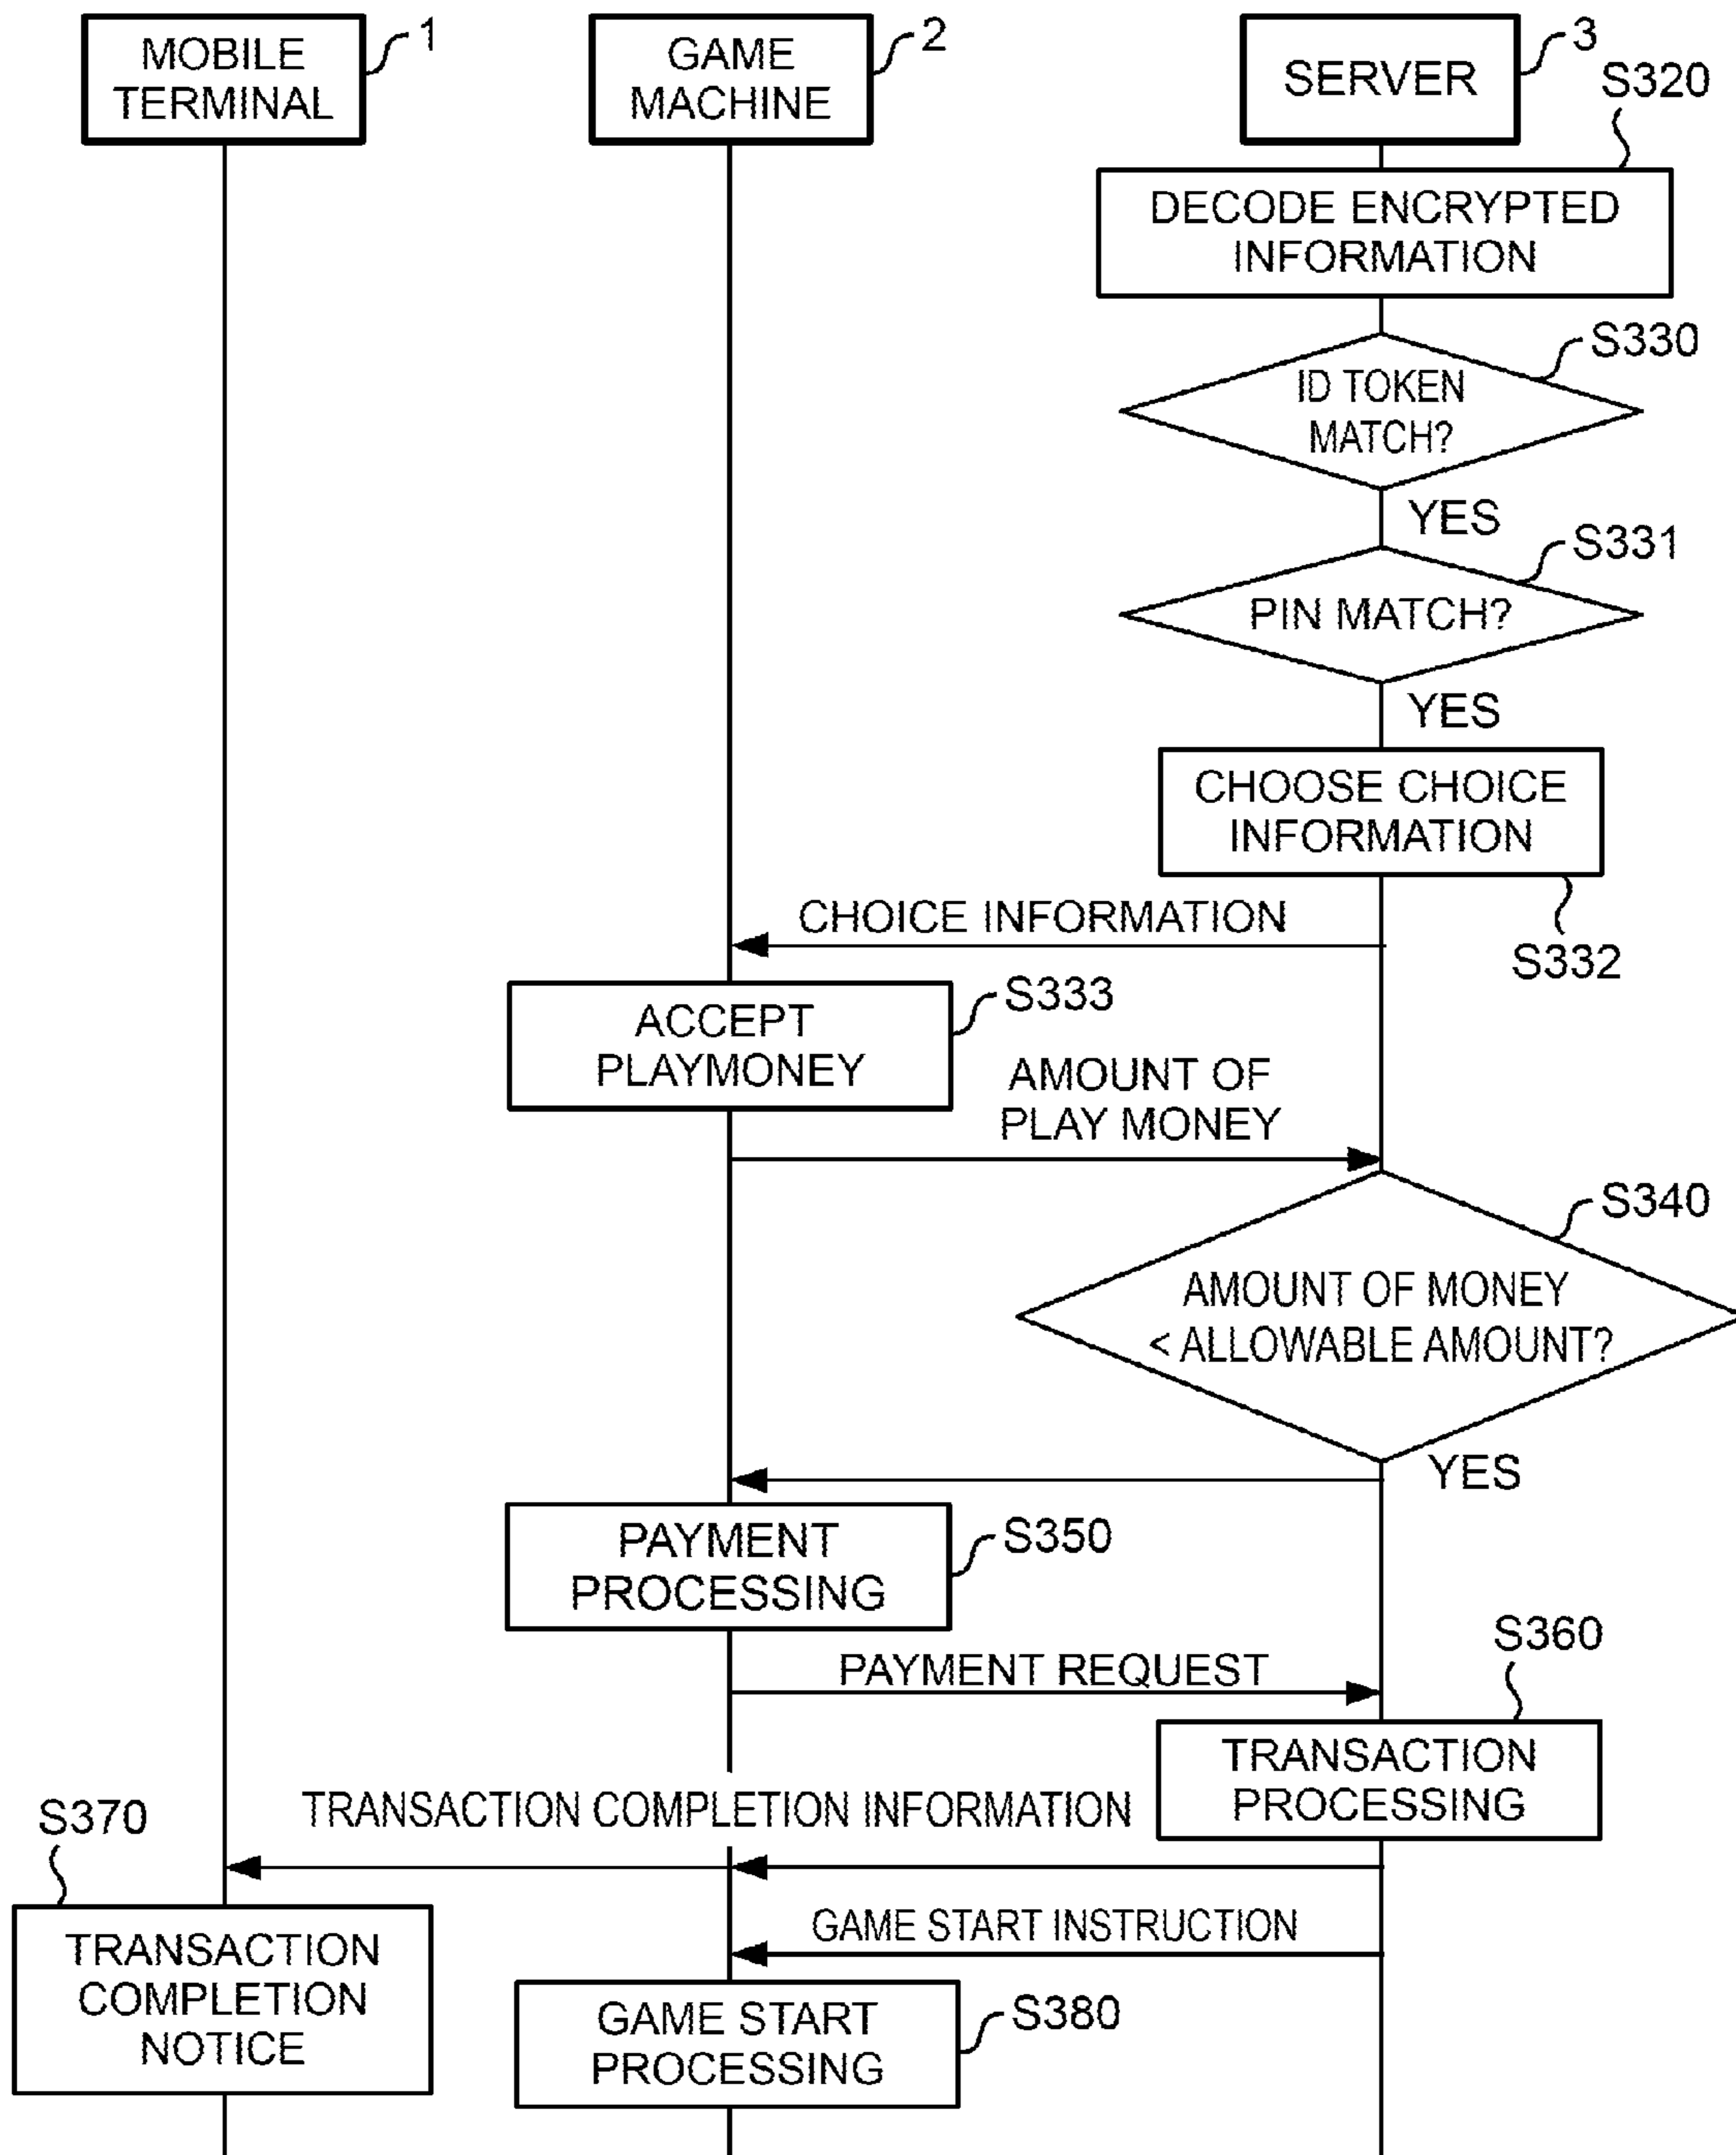 MOBILE
TERMINAL
1
GAME
MACHINE
2
SERVER
3
S320
DECODE ENCRYPTED
INFORMATION
S330
ID TOKEN
MATCH?
YES
S331
PIN MATCH?
YES
CHOOSE CHOICE
INFORMATION
S332
CHOICE INFORMATION
S333
ACCEPT
PLAYMONEY
AMOUNT OF
PLAY MONEY
S340
AMOUNT OF MONEY
< ALLOWABLE AMOUNT?
YES
PAYMENT
PROCESSING
S350
PAYMENT REQUEST
S360
TRANSACTION
PROCESSING
TRANSACTION COMPLETION INFORMATION
S370
TRANSACTION
COMPLETION
NOTICE
GAME START INSTRUCTION
GAME START
PROCESSING
S380